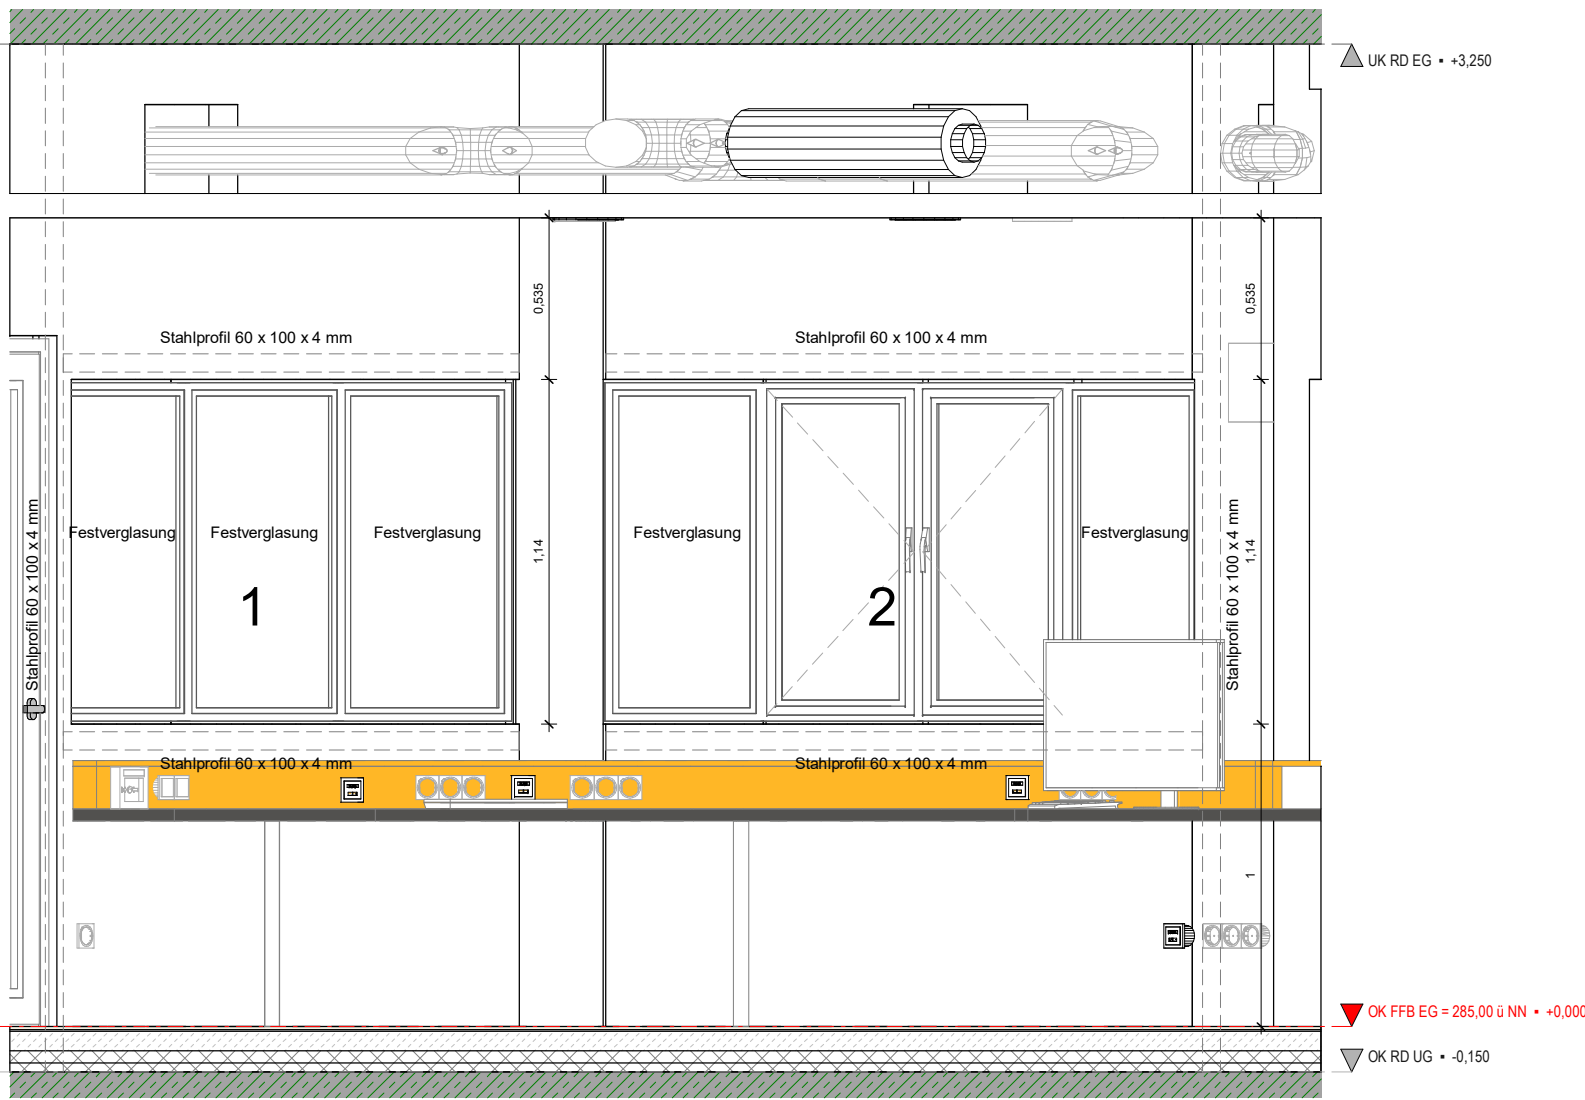 UK RD EG ▪ +3,250
0,535
0,535
Stahlprofil 60 x 100 x 4 mm
Stahlprofil 60 x 100 x 4 mm
Stahlprofil 60 x 100 x 4 mm
Festverglasung
Festverglasung
Festverglasung
1,14
Festverglasung
Festverglasung
Stahlprofil 60 x 100 x 4 mm
1,14
1
2
Stahlprofil 60 x 100 x 4 mm
Stahlprofil 60 x 100 x 4 mm
1
OK FFB EG = 285,00 ü NN ▪ +0,000
OK RD UG ▪ -0,150